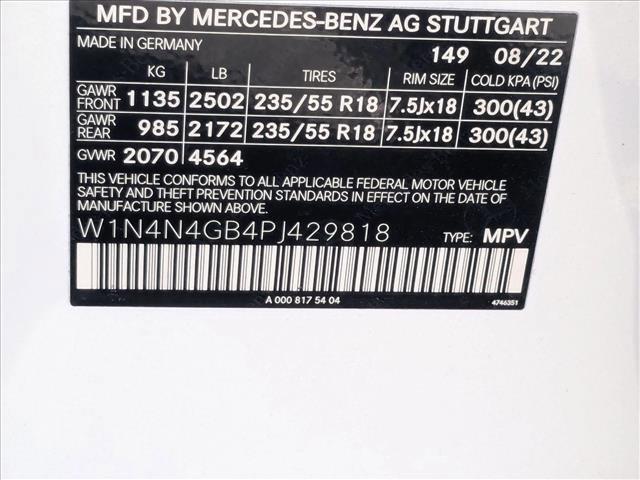 MFD BY MERCEDES-BENZ AG STUTTGART
MADE IN GERMANY 149 08/22
KG LB TIRES RIM SIZE COLD KPA (PSI)
GAWR FRONT 1135 2502 235/55 R18 7.5Jx18 300(43)
GAWR REAR 985 2172 235/55 R18 7.5Jx18 300(43)
GVWR 2070 4564
THIS VEHICLE CONFORMS TO ALL APPLICABLE FEDERAL MOTOR VEHICLE
SAFETY AND THEFT PREVENTION STANDARDS IN EFFECT ON THE DATE OF
MANUFACTURE SHOWN ABOVE.
W1N4N4GB4PJ429818 TYPE: MPV
A 000 817 54 04 4746351